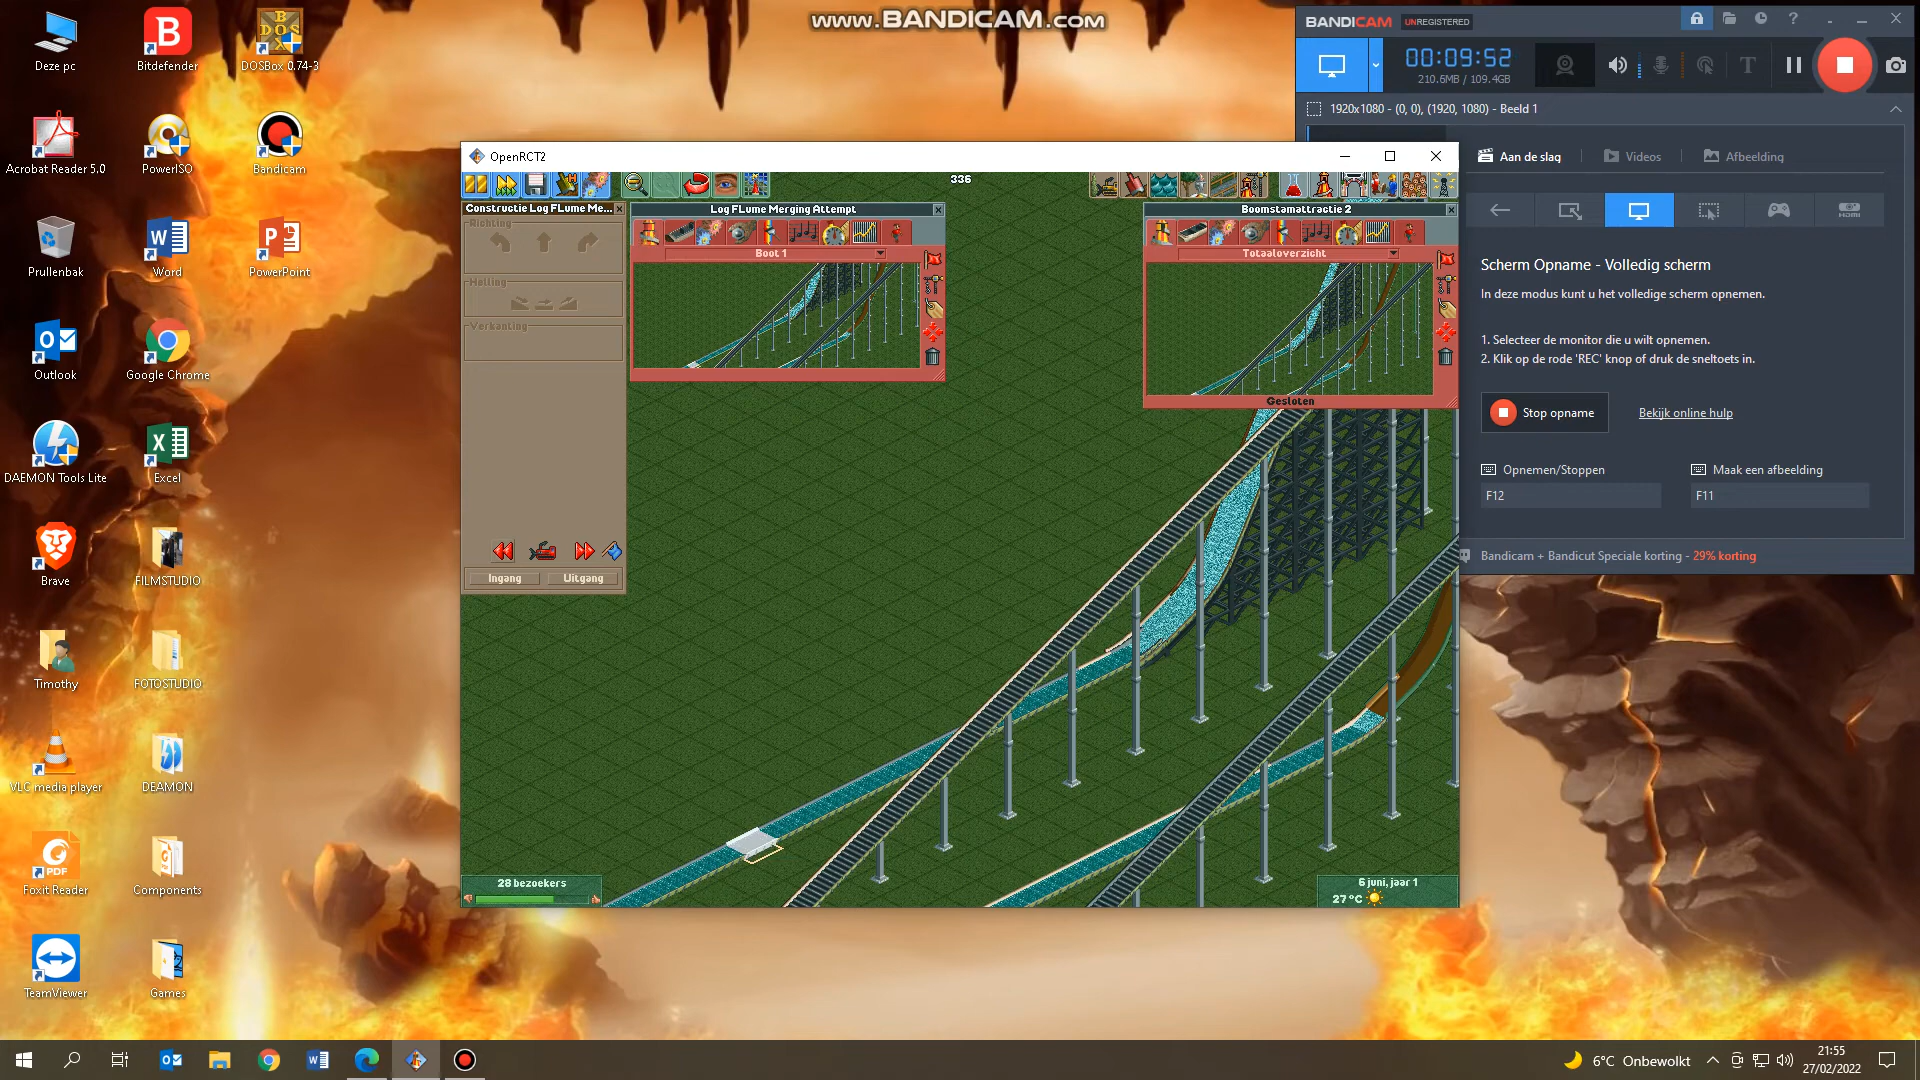 www.BANDICAM.com
Deze pc
Bitdefender
DOSBox 0.74-3
Acrobat Reader 5.0
PowerISO
Bandicam
Prullenbak
Word
PowerPoint
Outlook
Google Chrome
DAEMON Tools Lite
Excel
Brave
FILMSTUDIO
Timothy
FOTOSTUDIO
VLC media player
DEAMON
Foxit Reader
Components
TeamViewer
Games
OpenRCT2
336
Constructie Log FLume Me...
Richting
Helling
Verkanting
Ingang
Uitgang
Log FLume Merging Attempt
Boot 1
Boomstamattractie 2
Totaaloverzicht
Gesloten
28 bezoekers
6 juni, jaar 1
27°C
BANDICAM UNREGISTERED
00:09:52
210.6MB / 109.4GB
1920x1080 - (0, 0), (1920, 1080) - Beeld 1
Aan de slag
Videos
Afbeelding
HDMI
Scherm Opname - Volledig scherm
In deze modus kunt u het volledige scherm opnemen.
1. Selecteer de monitor die u wilt opnemen.
2. Klik op de rode 'REC' knop of druk de sneltoets in.
Stop opname
Bekijk online hulp
Opnemen/Stoppen
Maak een afbeelding
F12
F11
Bandicam + Bandicut Speciale korting - 29% korting
6°C Onbewolkt
21:55
27/02/2022